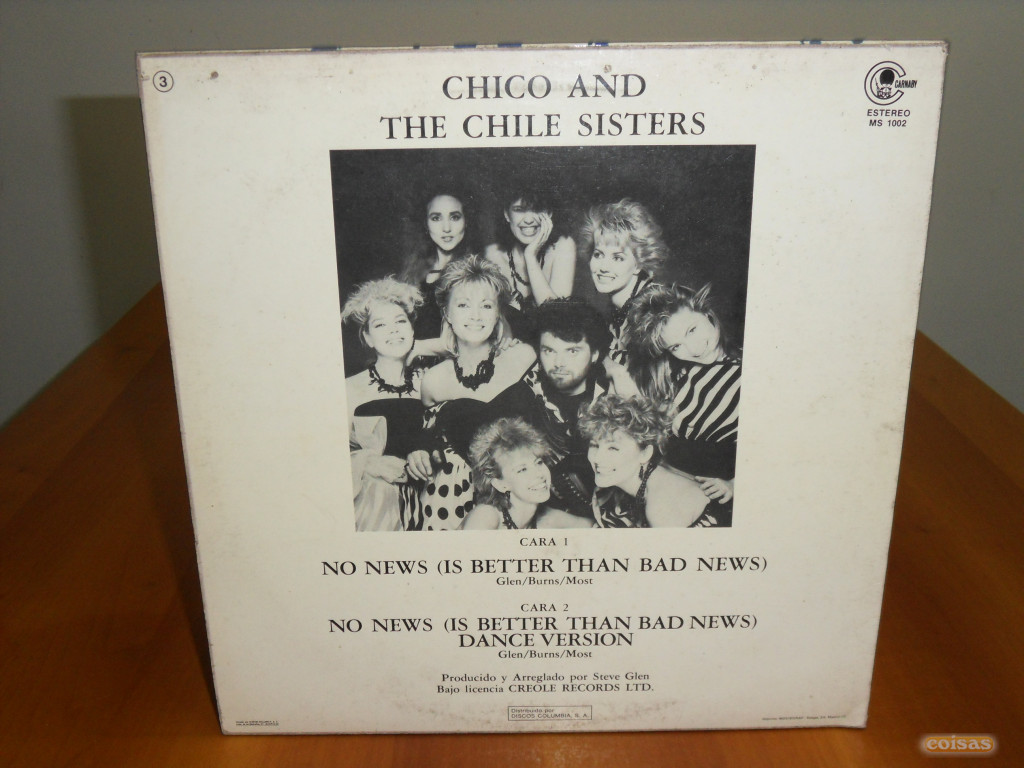 3
CHICO AND
THE CHILE SISTERS
CARNABY
ESTEREO
MS 1002
CARA 1
NO NEWS (IS BETTER THAN BAD NEWS)
Glen/Burns/Most
CARA 2
NO NEWS (IS BETTER THAN BAD NEWS)
DANCE VERSION
Glen/Burns/Most
Producido y Arreglado por Steve Glen
Bajo licencia CREOLE RECORDS LTD.
Distribuido por
DISCOS COLUMBIA, S. A.
coisas